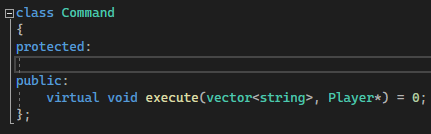 class Command
{
protected:
public:
    virtual void execute(vector<string>, Player*) = 0;
};